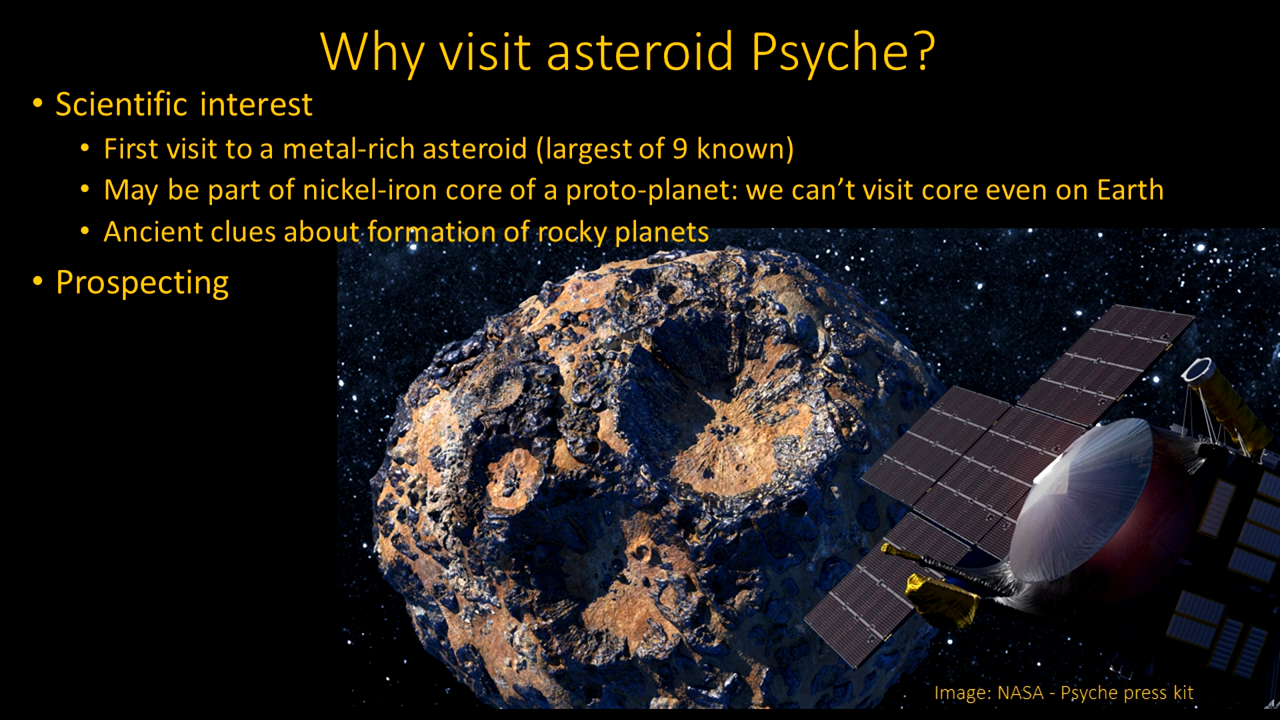 Why visit asteroid Psyche?
• Scientific interest
• First visit to a metal-rich asteroid (largest of 9 known)
• May be part of nickel-iron core of a proto-planet: we can’t visit core even on Earth
• Ancient clues about formation of rocky planets
• Prospecting
Image: NASA - Psyche press kit